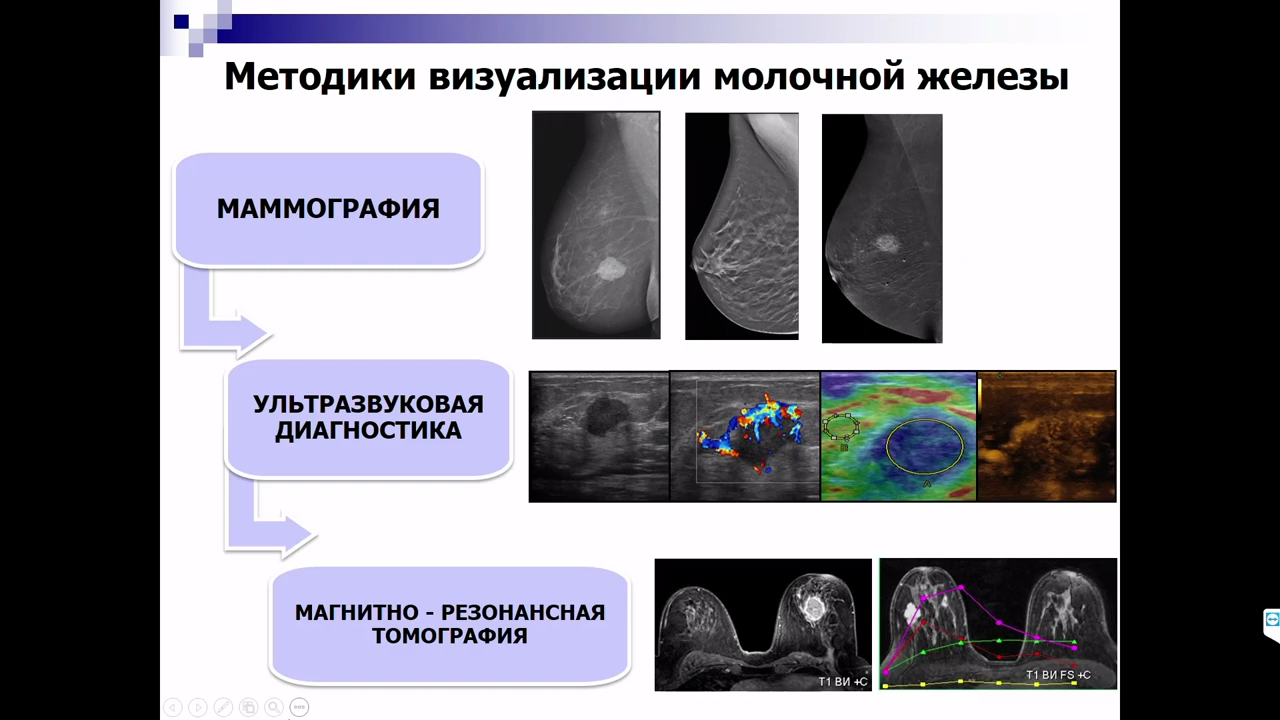 Методики визуализации молочной железы
МАММОГРАФИЯ
УЛЬТРАЗВУКОВАЯ
ДИАГНОСТИКА
МАГНИТНО - РЕЗОНАНСНАЯ
ТОМОГРАФИЯ
Т1 ВИ +С
Т1 ВИ FS +С